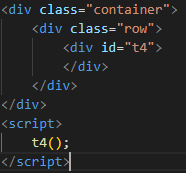 <div class="container">
    <div class="row">
        <div id="t4">
        </div>
    </div>
</div>
<script>
    t4();
</script>